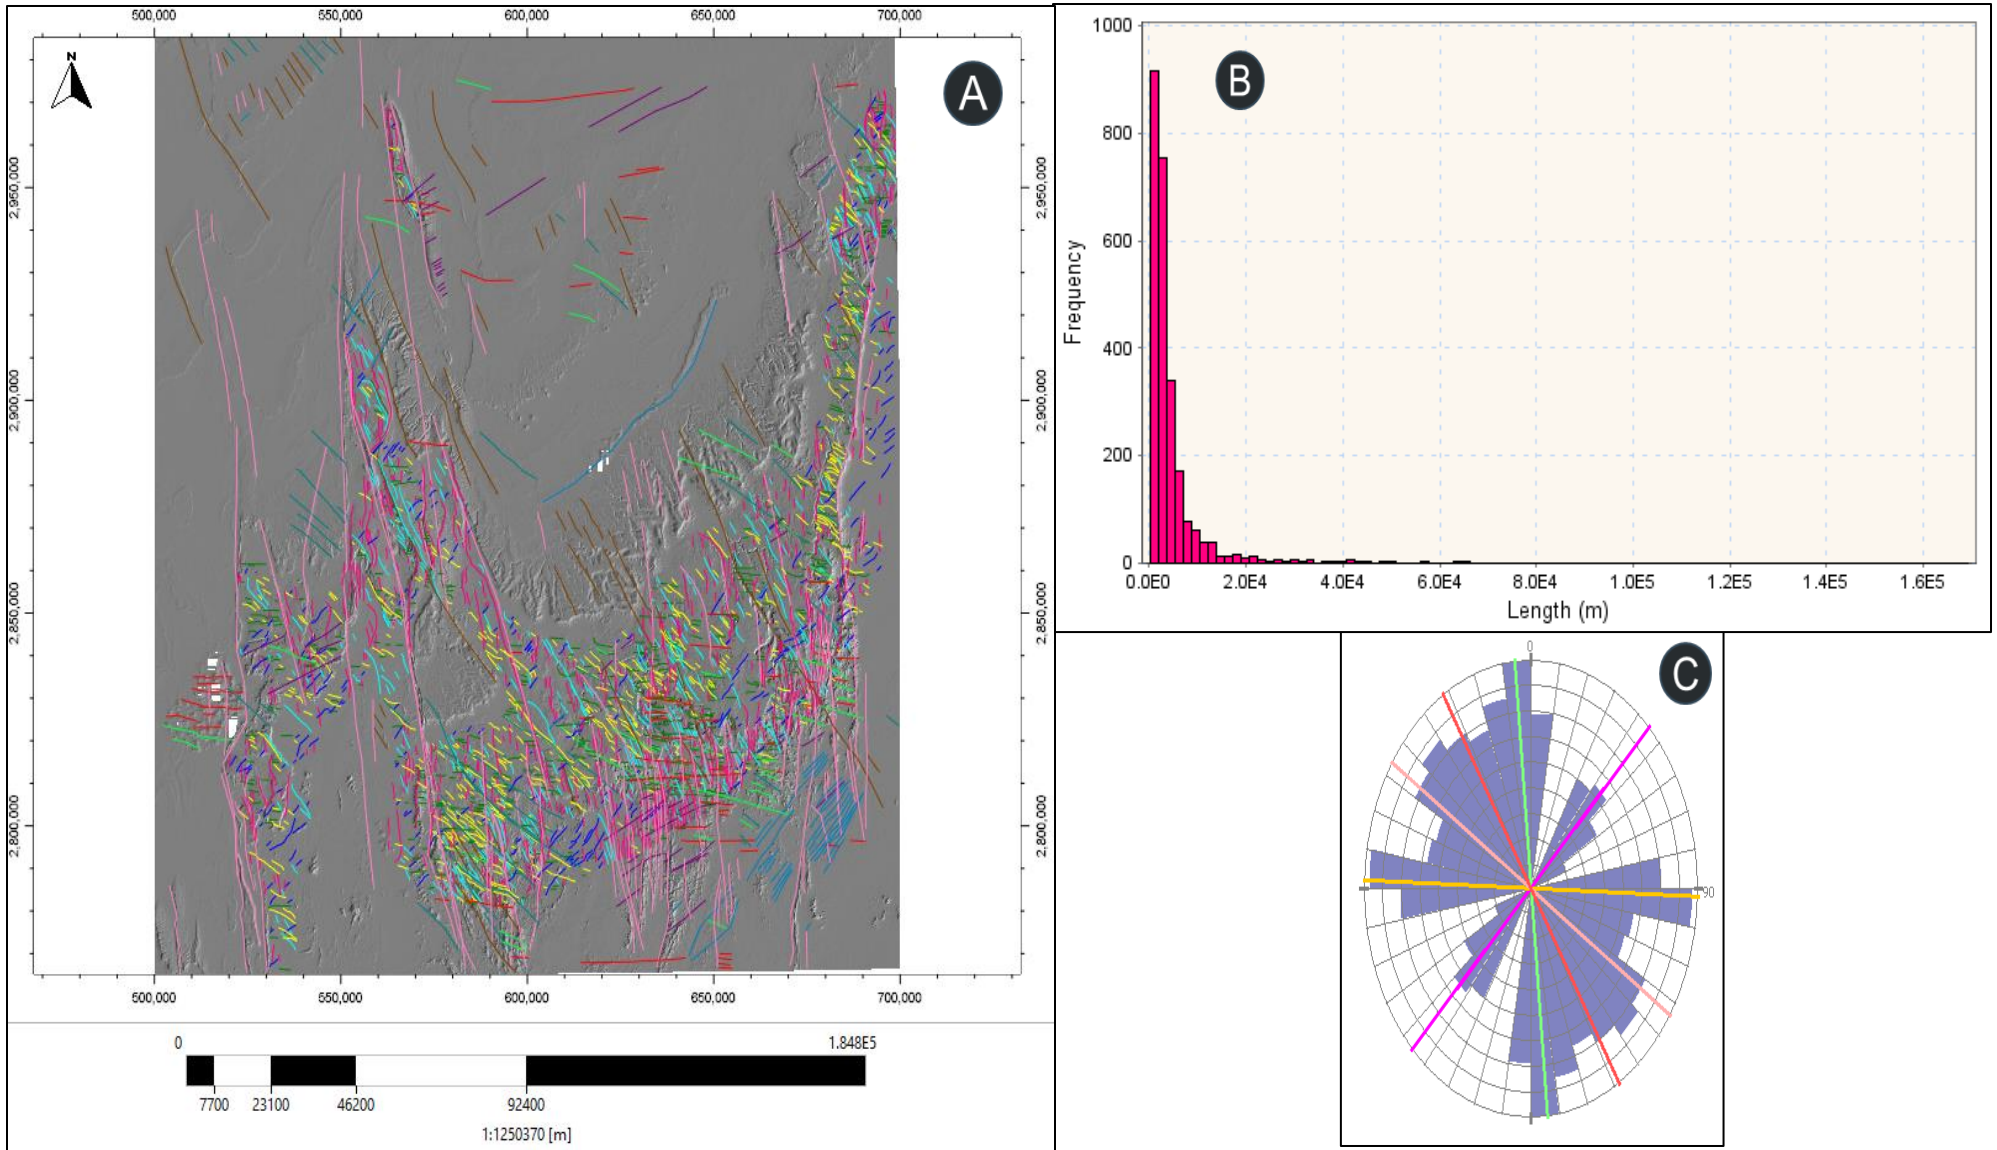 500,000 550,000 600,000 650,000 700,000
N
A
2,950,000 2,900,000 2,850,000 2,800,000
2,950,000 2,900,000 2,850,000 2,800,000
500,000 550,000 600,000 650,000 700,000
0 1.848E5
7700 23100 46200 92400
1:1250370 [m]
B
1000
800
600
400
200
0
Frequency
0.0E0 2.0E4 4.0E4 6.0E4 8.0E4 1.0E5 1.2E5 1.4E5 1.6E5
Length (m)
C
0
90